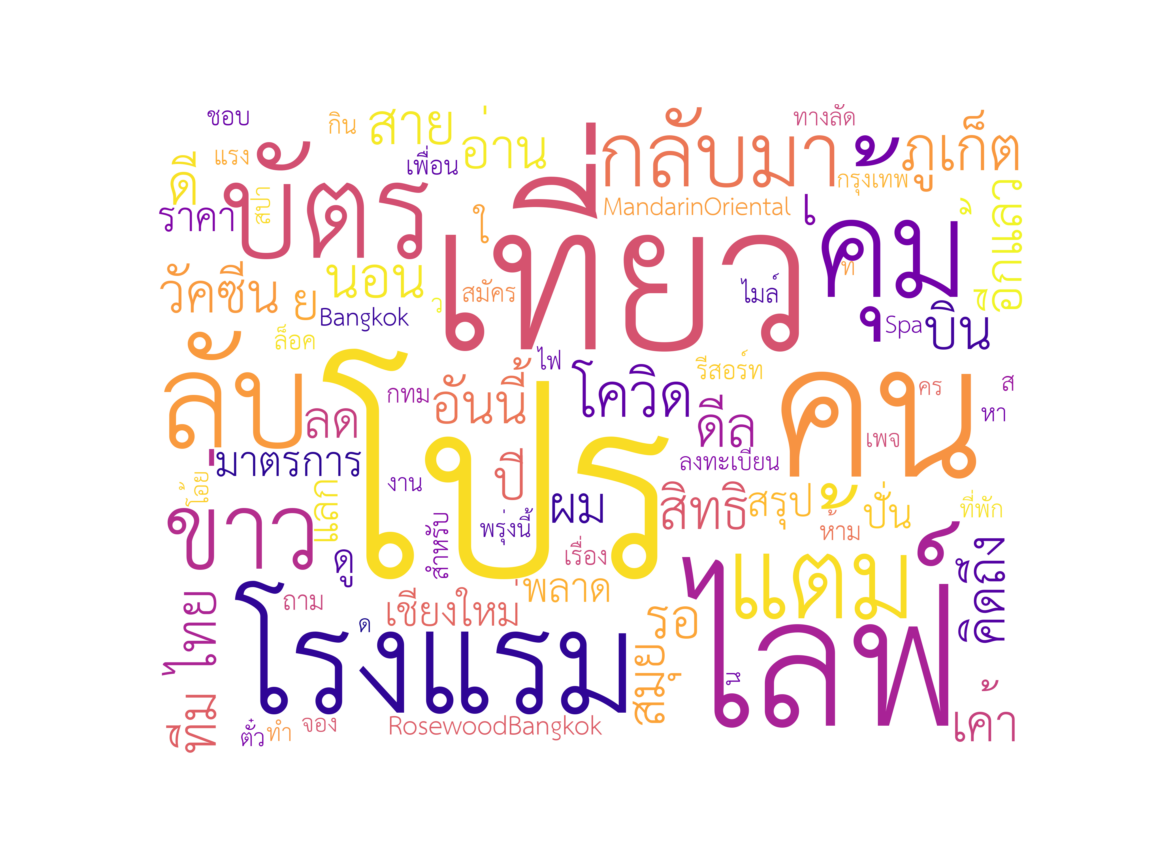 ชอบ
กิน
สาย
อ่าน
ทางลัด
กลับมา
ภูเก็ต
แรง
เพื่อน
ดี
บัตร
สปา
ราคา
กรุงเทพ
MandarinOriental
ใ
เที่ยว
เ
คุ้ม
้
ท
อีกแล้ว
วัคซีน
ย
นอน
ว
สมัคร
ไมล์
Bangkok
Spa
บิน
ล็อค
ไฟ
ลับ
ลด
กทม
อันนี้
โควิด
รีสอร์ท
ดีล
คน
คร
ส
หา
เพจ
โปร
มาตรการ
ลงทะเบียน
โอ้ย
แลก
งาน
ปี
ผม
สิทธิ
สรุป
้
ปั่น
ที่พัก
ห้าม
ข่าว
ดู
สำหรับ
พรุ่งนี้
เรื่อง
คิดถึง
พลาด
แต้ม
ไทย
โรงแรม
ถาม
เชียงใหม่
ด
รอ
สมุย
ไลฟ์
น
ทีม
ตั๋ว
ทำ
จอง
RosewoodBangkok
เค้า